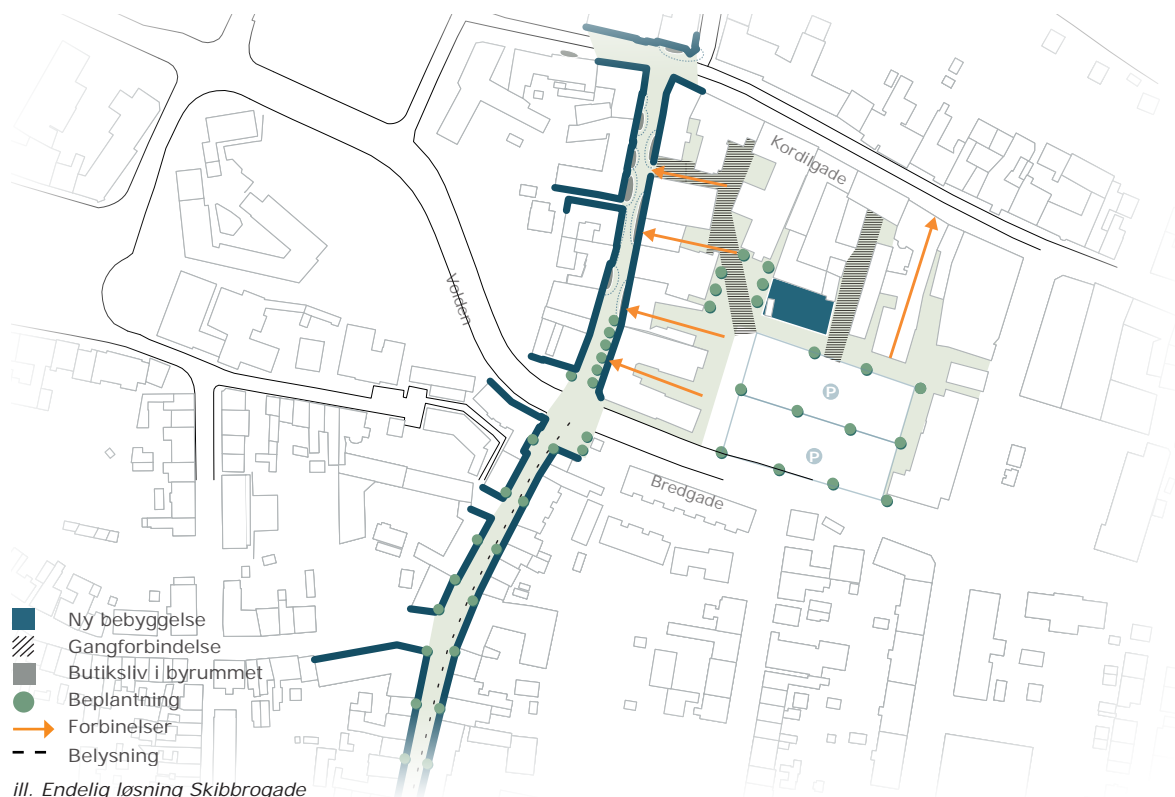 Kordilgade
Volden
P
P
Bredgade
Ny bebyggelse
Gangforbindelse
Butiksliv i byrummet
Beplantning
Forbinelser
Belysning
ill. Endelig løsning Skibbrogade